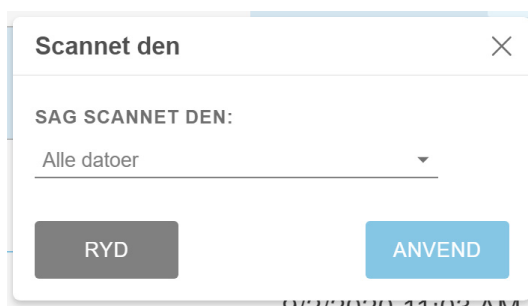 Scannet den
SAG SCANNET DEN:
Alle datoer
RYD
ANVEND